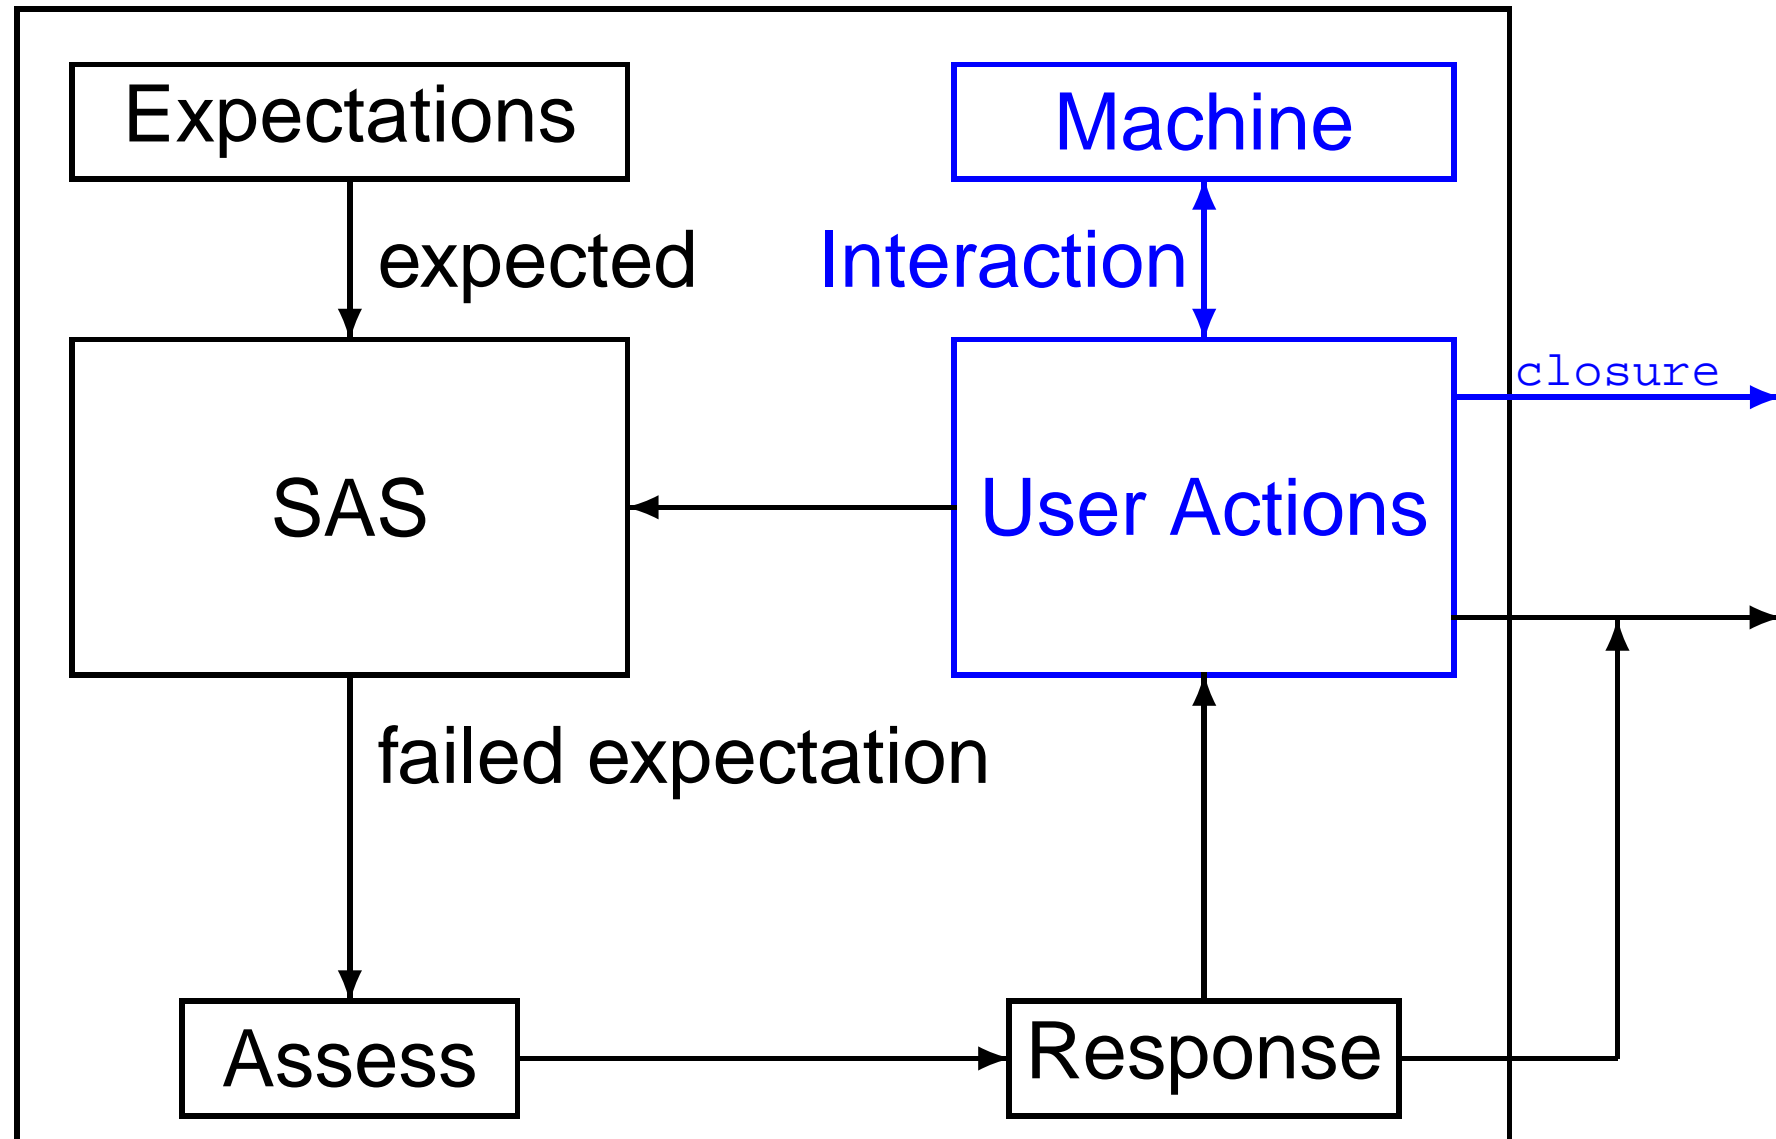 Expectations
Machine
expected
Interaction
closure
SAS
User Actions
failed expectation
Assess
Response